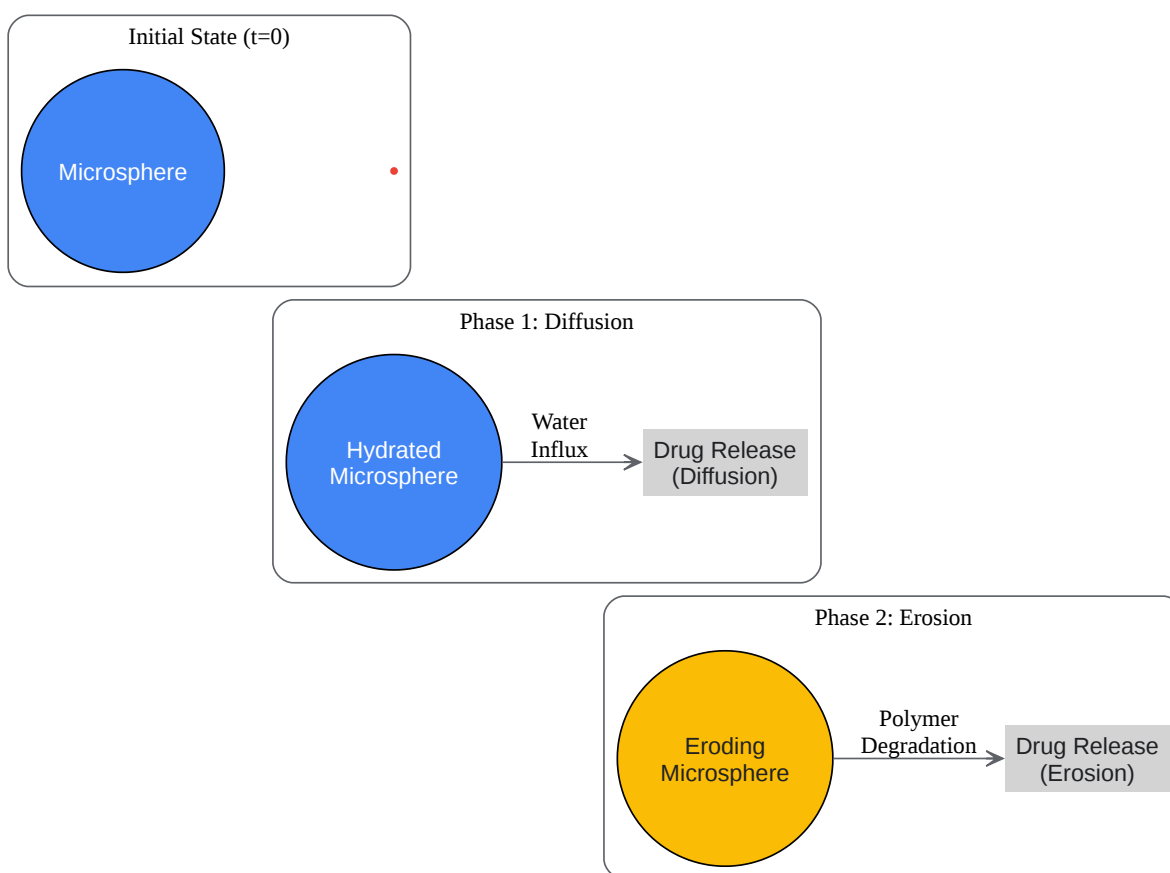 Initial State (t=0)
Microsphere
Phase 1: Diffusion
Hydrated
Microsphere
Water
Influx
Drug Release
(Diffusion)
Phase 2: Erosion
Eroding
Microsphere
Polymer
Degradation
Drug Release
(Erosion)